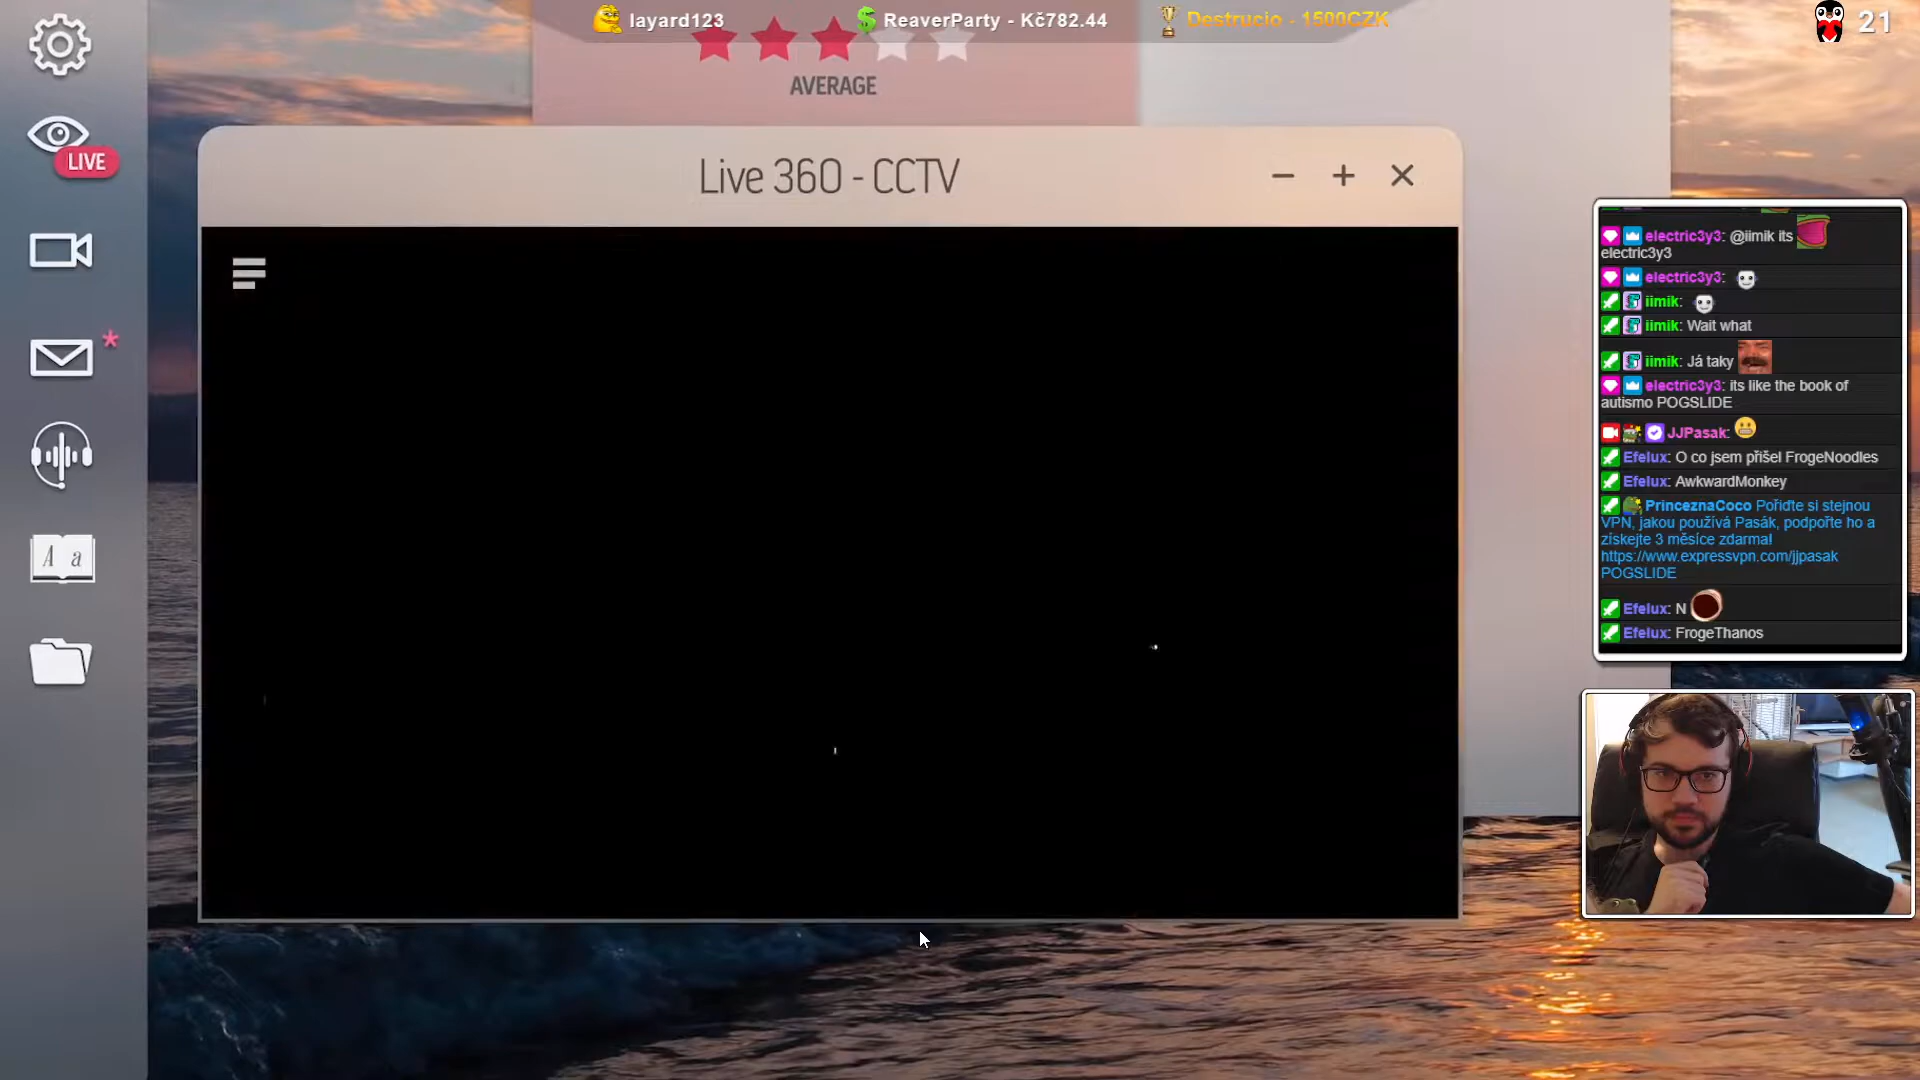 layard123
ReaverParty - Kč782.44
Destrucio - 1500CZK
21
AVERAGE
LIVE
Live 360 - CCTV
A a
electric3y3: @iimik its
electric3y3
electric3y3:
iimik:
iimik: Wait what
iimik: Já taky
electric3y3: its like the book of
autismo POGSLIDE
JJPasak:
Efelux: O co jsem přišel FrogeNoodles
Efelux: AwkwardMonkey
PrinceznaCoco Pořiďte si stejnou
VPN, jakou používá Pasák, podpořte ho a
získejte 3 měsíce zdarma!
https://www.expressvpn.com/jjpasak
POGSLIDE
Efelux: N
Efelux: FrogeThanos